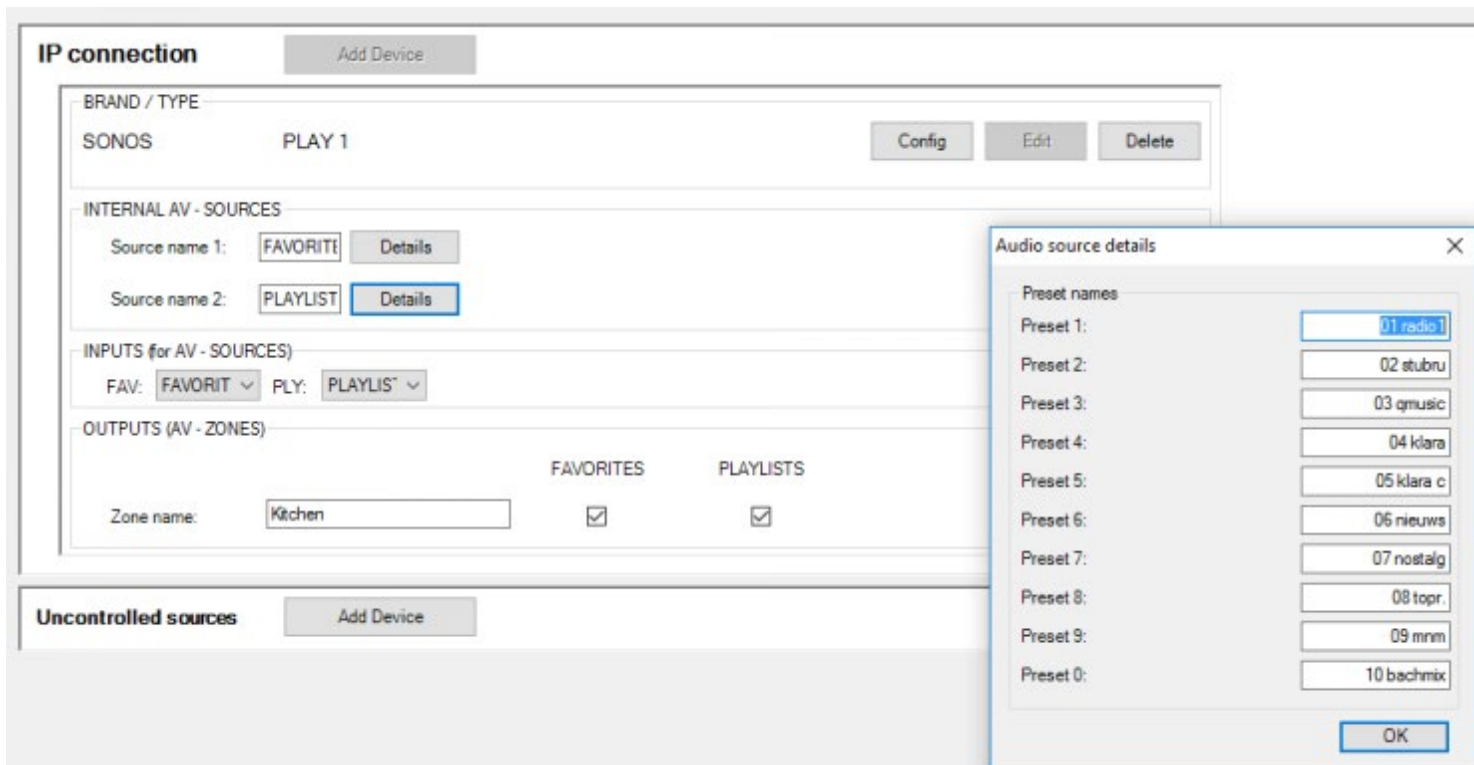 IP connection Add Device
BRAND / TYPE
SONOS PLAY 1 Config Edit Delete
INTERNAL AV - SOURCES
Source name 1: FAVORITE Details
Source name 2: PLAYLIST Details
INPUTS (for AV - SOURCES)
FAV: FAVORIT PLY: PLAYLIS
OUTPUTS (AV - ZONES)
FAVORITES PLAYLISTS
Zone name: Kitchen
Uncontrolled sources Add Device
Audio source details
Preset names
Preset 1: 01 radio1
Preset 2: 02 stubru
Preset 3: 03 qmusic
Preset 4: 04 klara
Preset 5: 05 klara c
Preset 6: 06 nieuws
Preset 7: 07 nostalg
Preset 8: 08 topr.
Preset 9: 09 mnm
Preset 0: 10 bachmix
OK